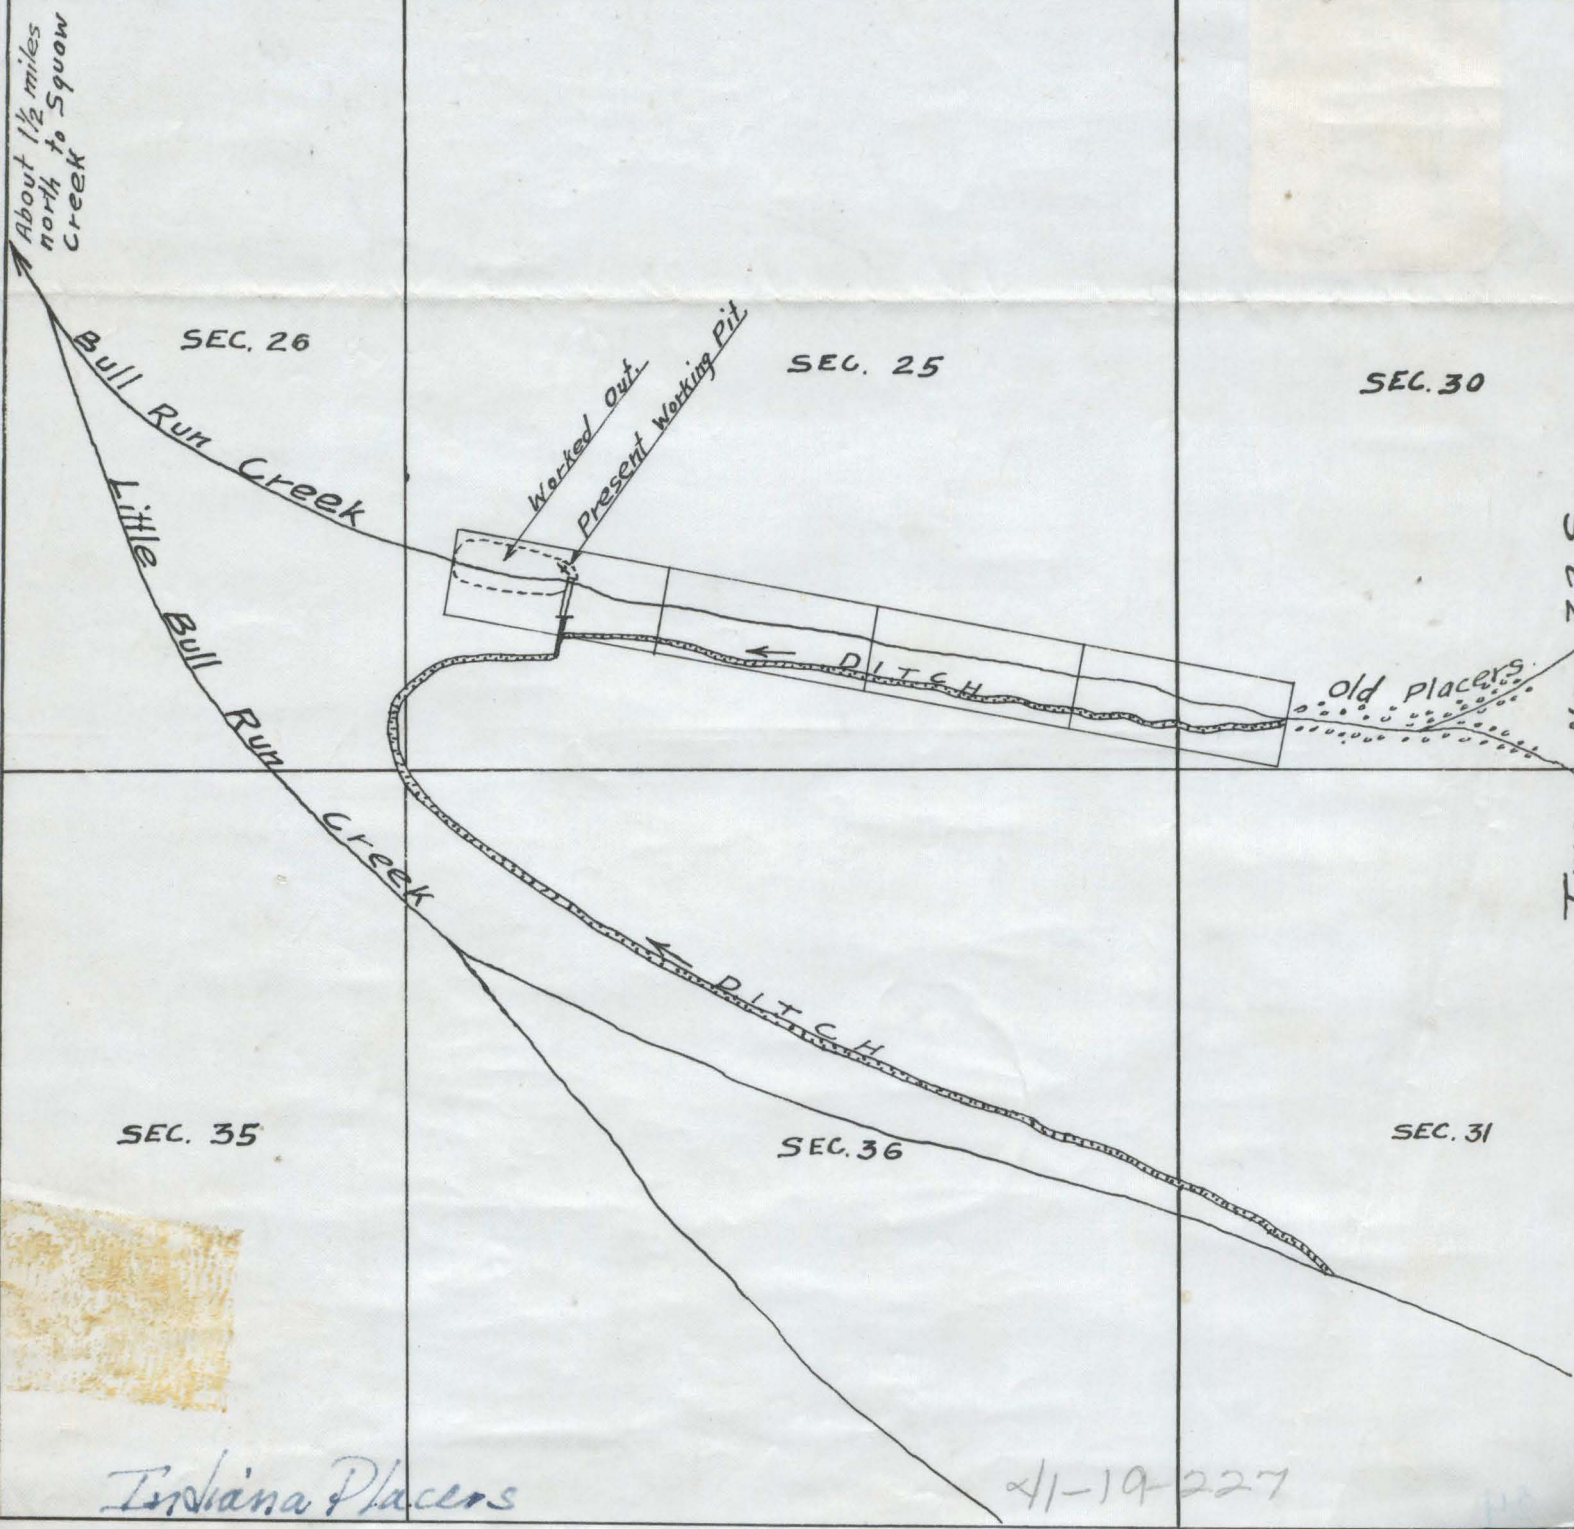 About 1½ miles
north to Squaw
Creek
SEC. 26
SEC. 25
SEC. 30
Bull Run Creek
Worked Out.
Present Working Pit
Little Bull Run Creek
DITCH
Old Placers.
DITCH
SEC. 35
SEC. 36
SEC. 31
Indiana Placers
41-19-227